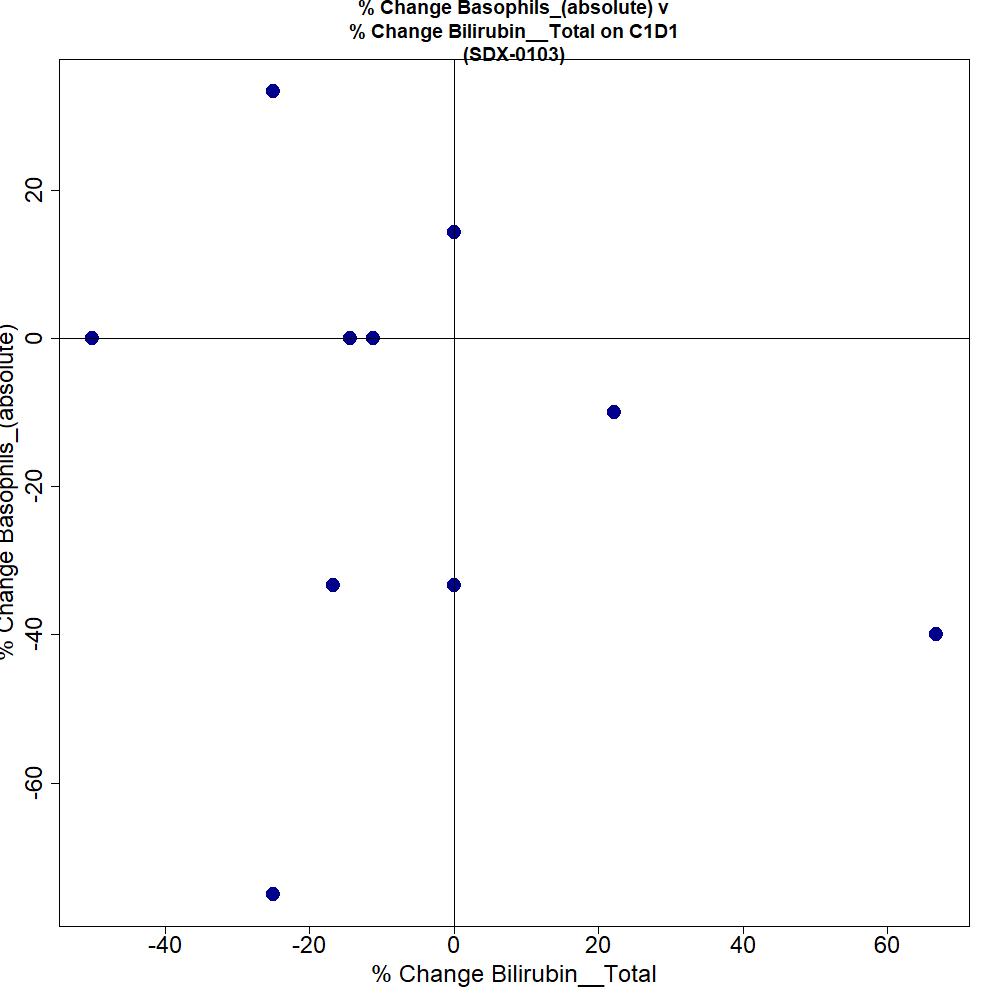 % Change Basophils_(absolute) v
% Change Bilirubin__Total on C1D1
(SDX-0103)
% Change Basophils_(absolute)
20
0
-20
-40
-60
-40
-20
0
20
40
60
% Change Bilirubin__Total